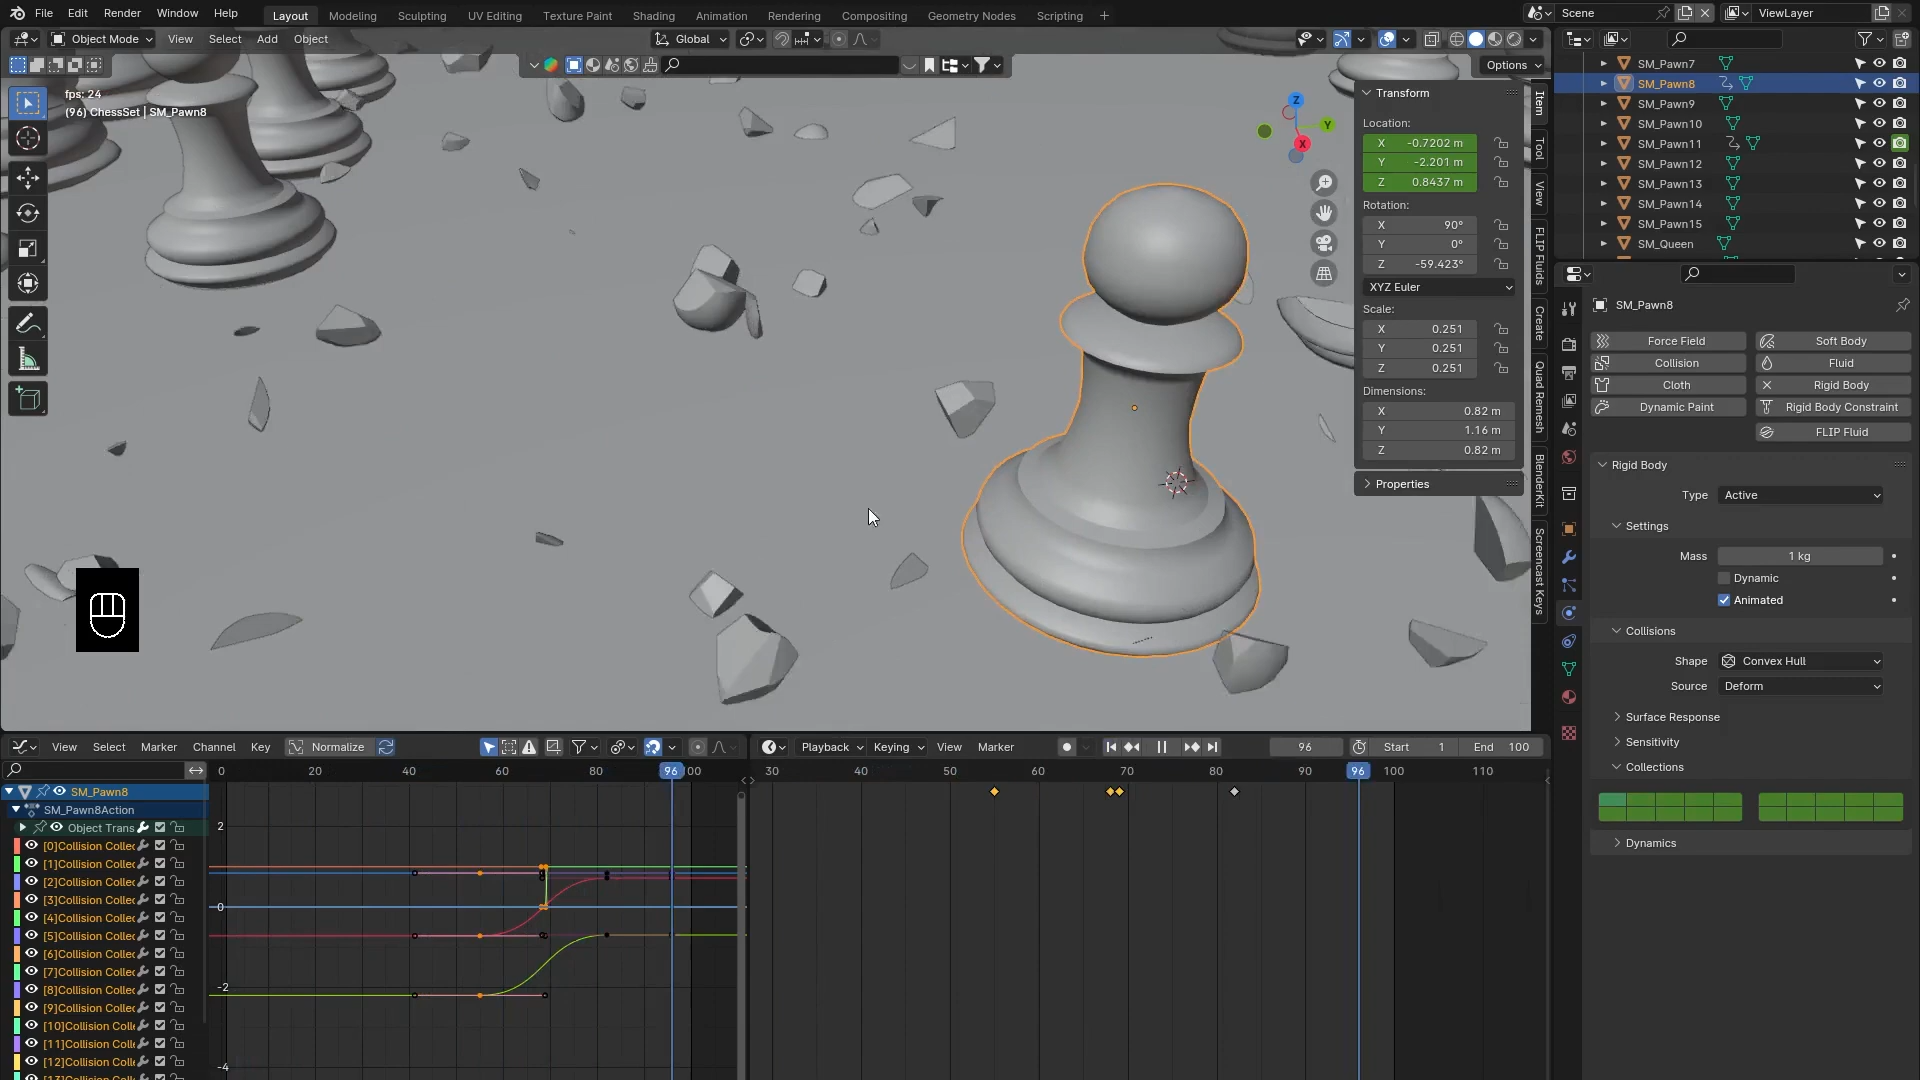 File Edit Render Window Help Layout Modeling Sculpting UV Editing Texture Paint Shading Animation Rendering Compositing Geometry Nodes Scripting + Scene ViewLayer
Object Mode View Select Add Object Global
Options
fps: 24
(96) ChessSet | SM_Pawn8
Z
Y
X
Transform
Location:
X -0.7202 m
Y -2.201 m
Z 0.8437 m
Rotation:
X 90°
Y 0°
Z -59.423°
XYZ Euler
Scale:
X 0.251
Y 0.251
Z 0.251
Dimensions:
X 0.82 m
Y 1.16 m
Z 0.82 m
Properties
Item
Tool
View
FLIP Fluids
Create
Quad Remesh
BlenderKit
Screencast Keys
SM_Pawn7
SM_Pawn8
SM_Pawn9
SM_Pawn10
SM_Pawn11
SM_Pawn12
SM_Pawn13
SM_Pawn14
SM_Pawn15
SM_Queen
SM_Pawn8
Force Field Soft Body
Collision Fluid
Cloth Rigid Body
Dynamic Paint Rigid Body Constraint
FLIP Fluid
Rigid Body
Type Active
Settings
Mass 1 kg
Dynamic
Animated
Collisions
Shape Convex Hull
Source Deform
Surface Response
Sensitivity
Collections
Dynamics
View Select Marker Channel Key Normalize
Playback Keying View Marker 96 Start 1 End 100
0 20 40 60 80 96 00
30 40 50 60 70 80 90 96 100 110
SM_Pawn8
SM_Pawn8Action
Object Trans
[0]Collision Collec
[1]Collision Collec
[2]Collision Collec
[3]Collision Collec
[4]Collision Collec
[5]Collision Collec
[6]Collision Collec
[7]Collision Collec
[8]Collision Collec
[9]Collision Collec
[10]Collision Coll
[11]Collision Coll
[12]Collision Coll
2
0
-2
-4